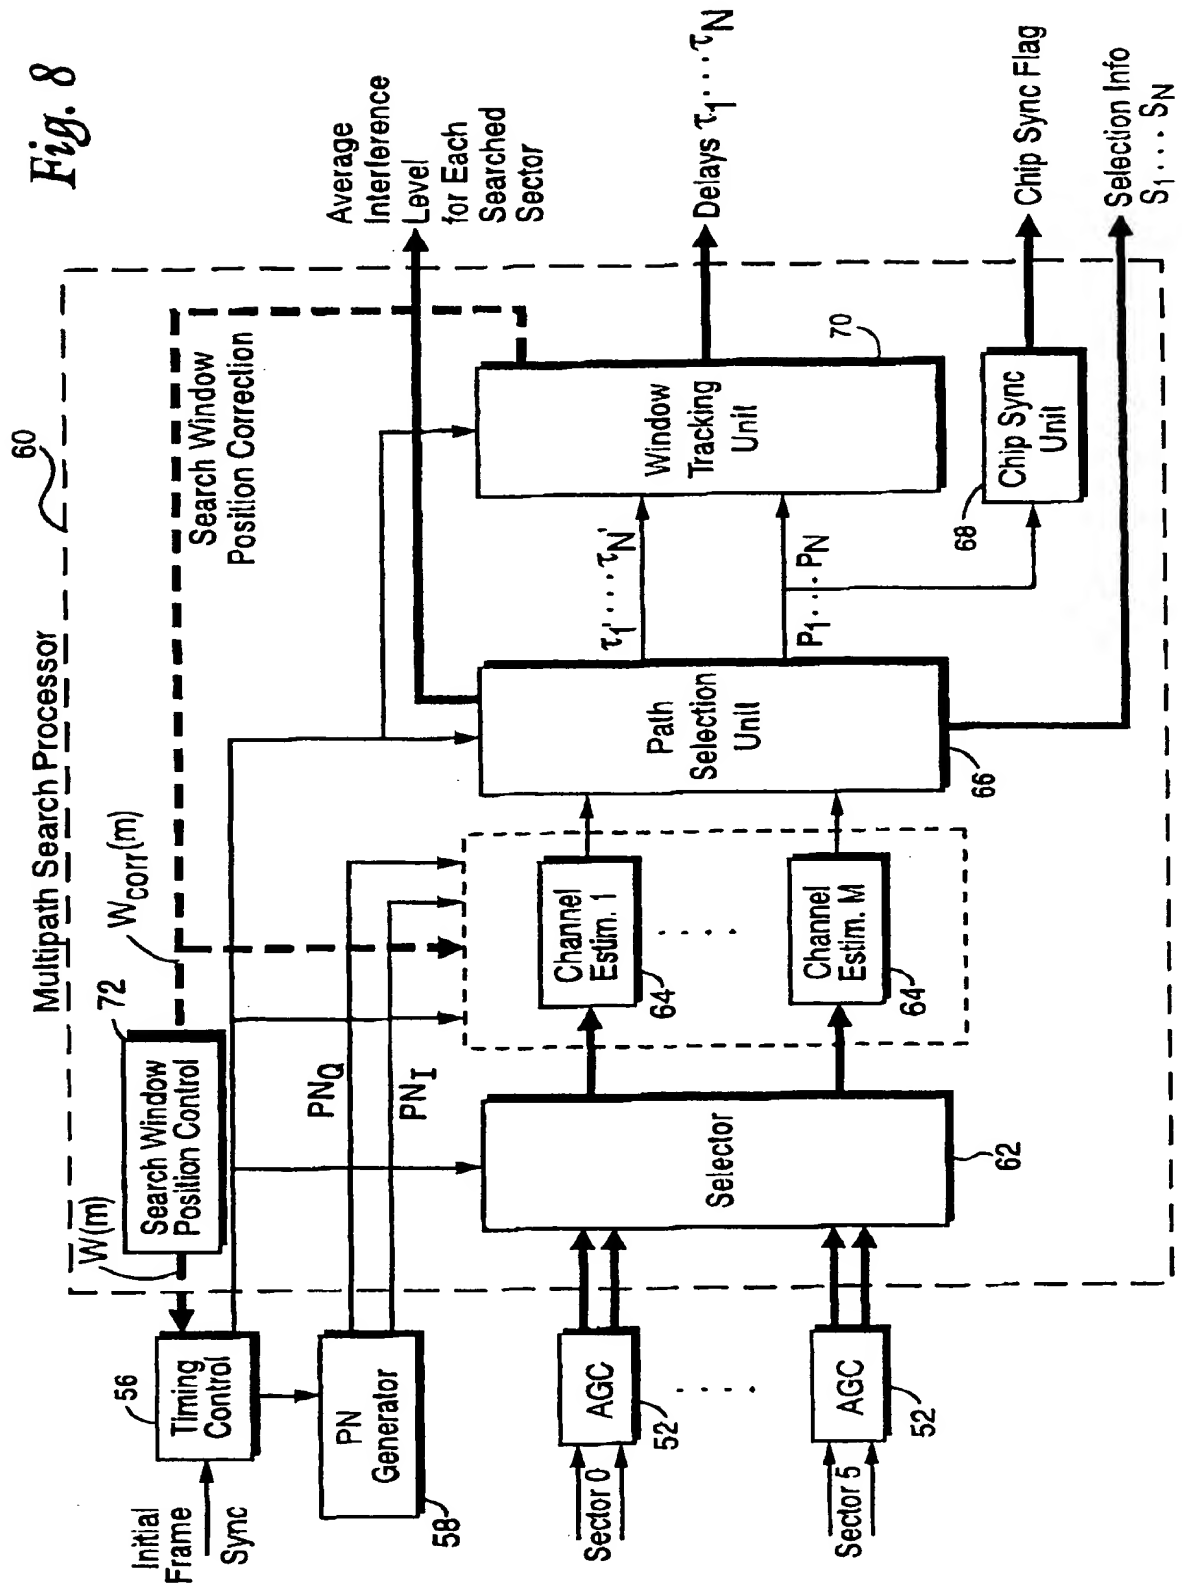 Fig. 8
Multipath Search Processor
60
Initial
Frame
Sync
56
Timing
Control
W(m)
72
Search Window
Position Control
Wcorr(m)
Search Window
Position Correction
Average
Interference
Level
for Each
Searched
Sector
PN
Generator
58
PNQ
PNI
Sector 0
AGC
52
. . . . .
Sector 5
AGC
52
Selector
62
Channel
Estim. 1
64
. . . . .
Channel
Estim. M
64
Path
Selection
Unit
66
τ1'. . . . τN'
P1. . . . PN
Window
Tracking
Unit
70
Delays τ1. . . . τN
68
Chip Sync
Unit
Chip Sync Flag
Selection Info
S1. . . . SN